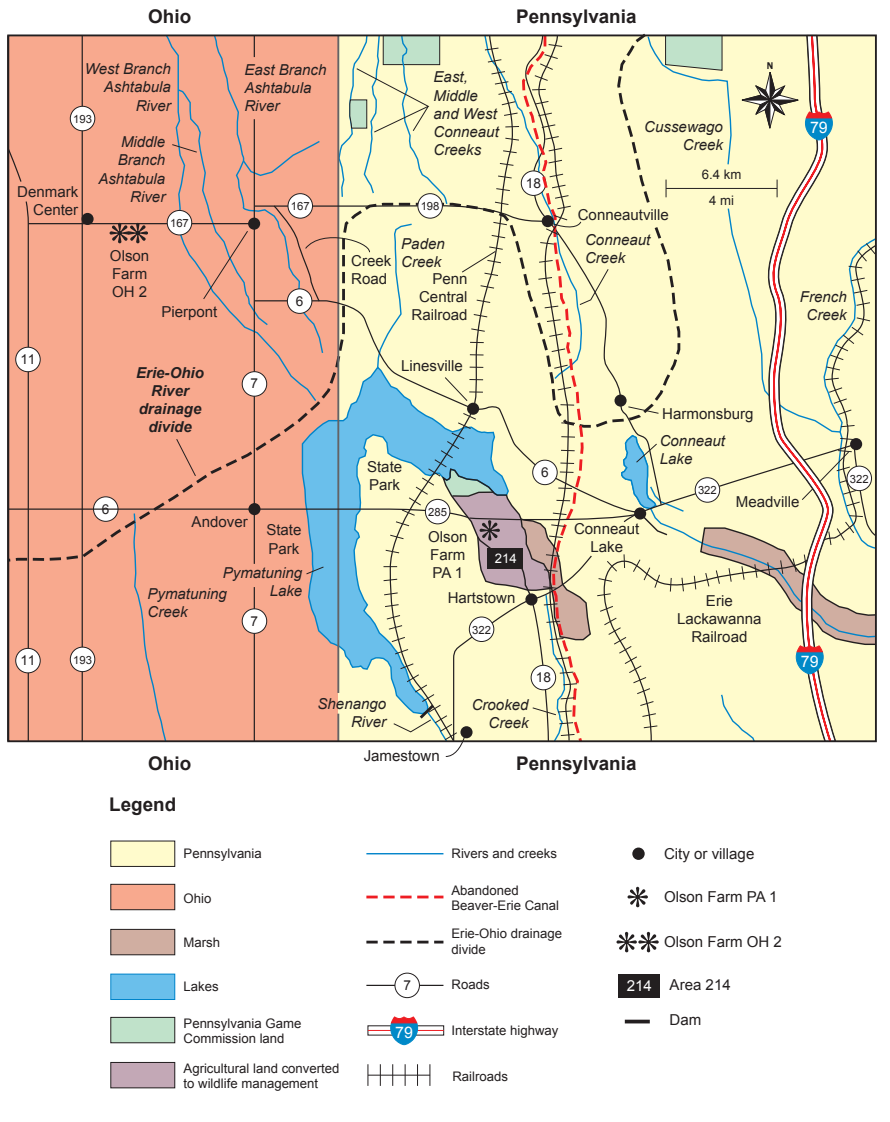 Ohio
Pennsylvania
West Branch
Ashtabula
River
East Branch
Ashtabula
River
East,
Middle
and West
Conneaut
Creeks
N
193
79
Middle
Branch
Ashtabula
River
Cussewago
Creek
6.4 km
4 mi
18
Denmark
Center
167
167
198
Conneautville
Olson
Farm
OH 2
Creek
Road
Paden
Creek
Conneaut
Creek
Penn
Central
Railroad
Pierpont
6
French
Creek
11
Erie-Ohio
River
drainage
divide
7
Linesville
Harmonsburg
Conneaut
Lake
State
Park
6
322
322
Meadville
6
Andover
285
State
Park
Olson
Farm
PA 1
214
Conneaut
Lake
Pymatuning
Lake
Pymatuning
Creek
Hartstown
Erie
Lackawanna
Railroad
7
322
11
193
79
18
Shenango
River
Crooked
Creek
Jamestown
Ohio
Pennsylvania
Legend
Pennsylvania
Ohio
Marsh
Lakes
Pennsylvania Game
Commission land
Agricultural land converted
to wildlife management
Rivers and creeks
Abandoned
Beaver-Erie Canal
Erie-Ohio drainage
divide
7
Roads
79
Interstate highway
Railroads
City or village
Olson Farm PA 1
Olson Farm OH 2
214
Area 214
Dam